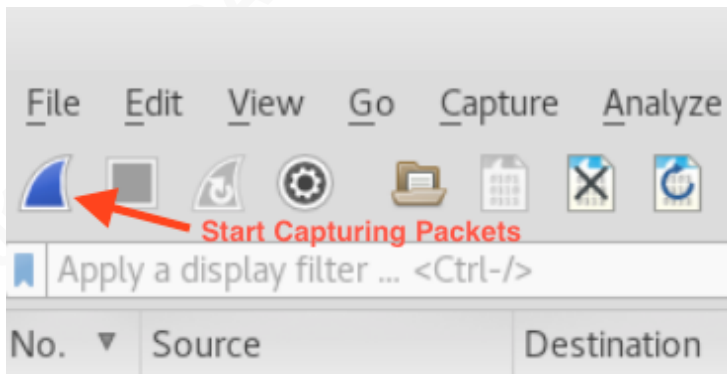 File Edit View Go Capture Analyze
Start Capturing Packets
Apply a display filter ... <Ctrl-/>
No. Source Destination